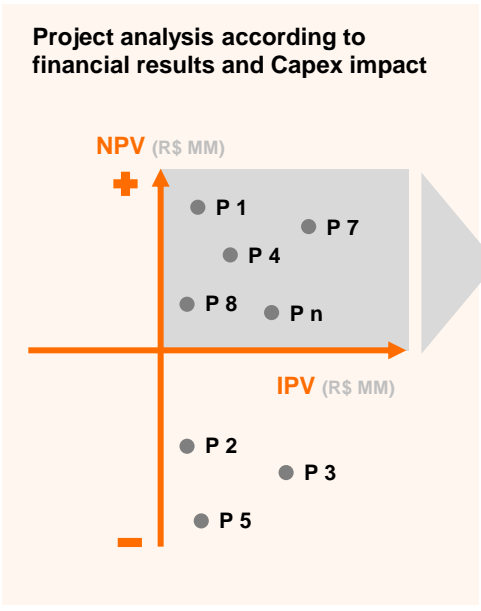 Project analysis according to
financial results and Capex impact
NPV (R$ MM)
+
P 1
P 7
P 4
P 8
P n
IPV (R$ MM)
P 2
P 3
P 5
–